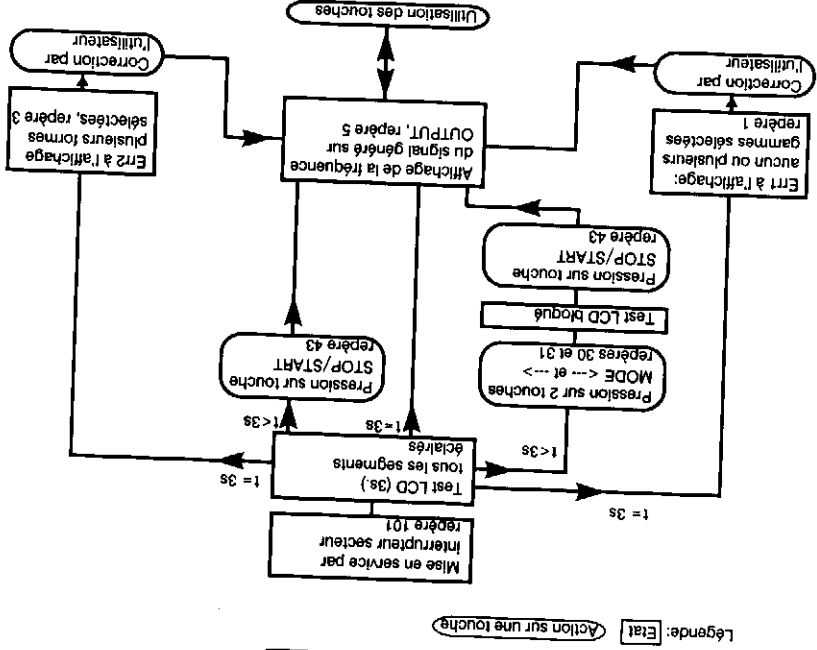 Légende: Etat Action sur une touche
Mise en service par
interrupteur secteur
repère 101
Test LCD (3s.)
tous les segments
éclairés
t = 3s
t<3s
t=3s
t<3s
t = 3s
Pression sur 2 touches
MODE <--- et --->
repères 30 et 31
Test LCD bloqué
Pression sur touche
STOP/START
repère 43
Pression sur touche
STOP/START
repère 43
Err1 à l'affichage:
aucun ou plusieurs
gammes sélectées
repère 1
Correction par
l'utilisateur
Affichage de la fréquence
du signal généré sur
OUTPUT, repère 5
Err2 à l'affichage
plusieurs formes
sélectées, repère 3
Correction par
l'utilisateur
Utilisation des touches